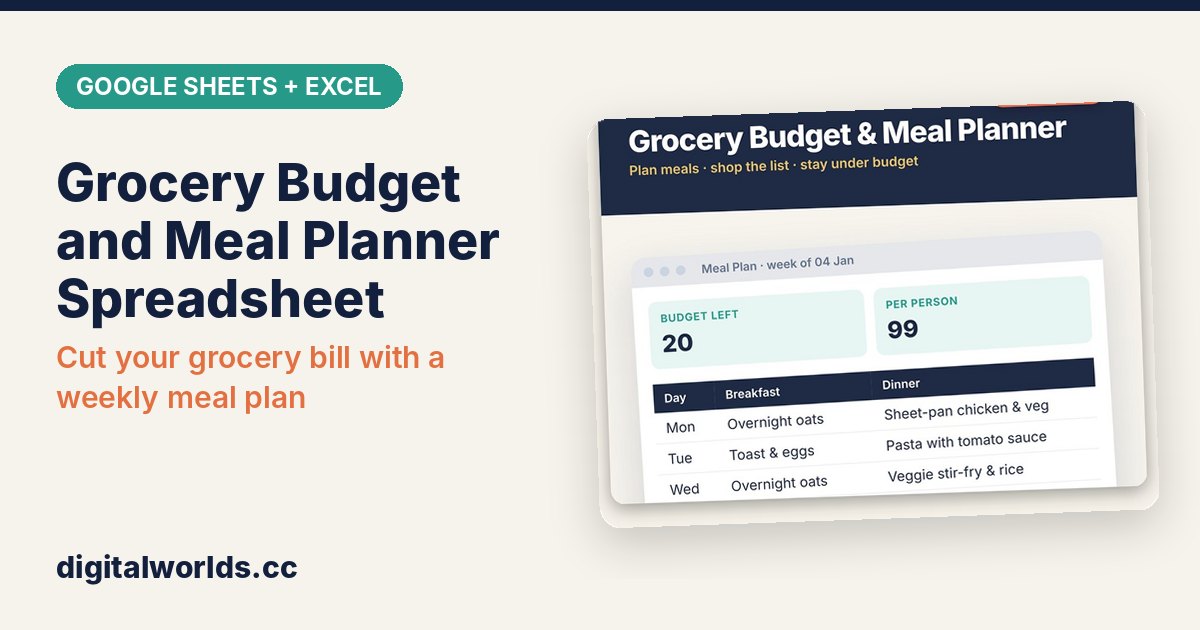 GOOGLE SHEETS + EXCEL
Grocery Budget
and Meal Planner
Spreadsheet
Cut your grocery bill with a
weekly meal plan
digitalworlds.cc
Grocery Budget & Meal Planner
Plan meals · shop the list · stay under budget
Meal Plan · week of 04 Jan
BUDGET LEFT
20
PER PERSON
99
Day Breakfast Dinner
Mon Overnight oats Sheet-pan chicken & veg
Tue Toast & eggs Pasta with tomato sauce
Wed Overnight oats Veggie stir-fry & rice